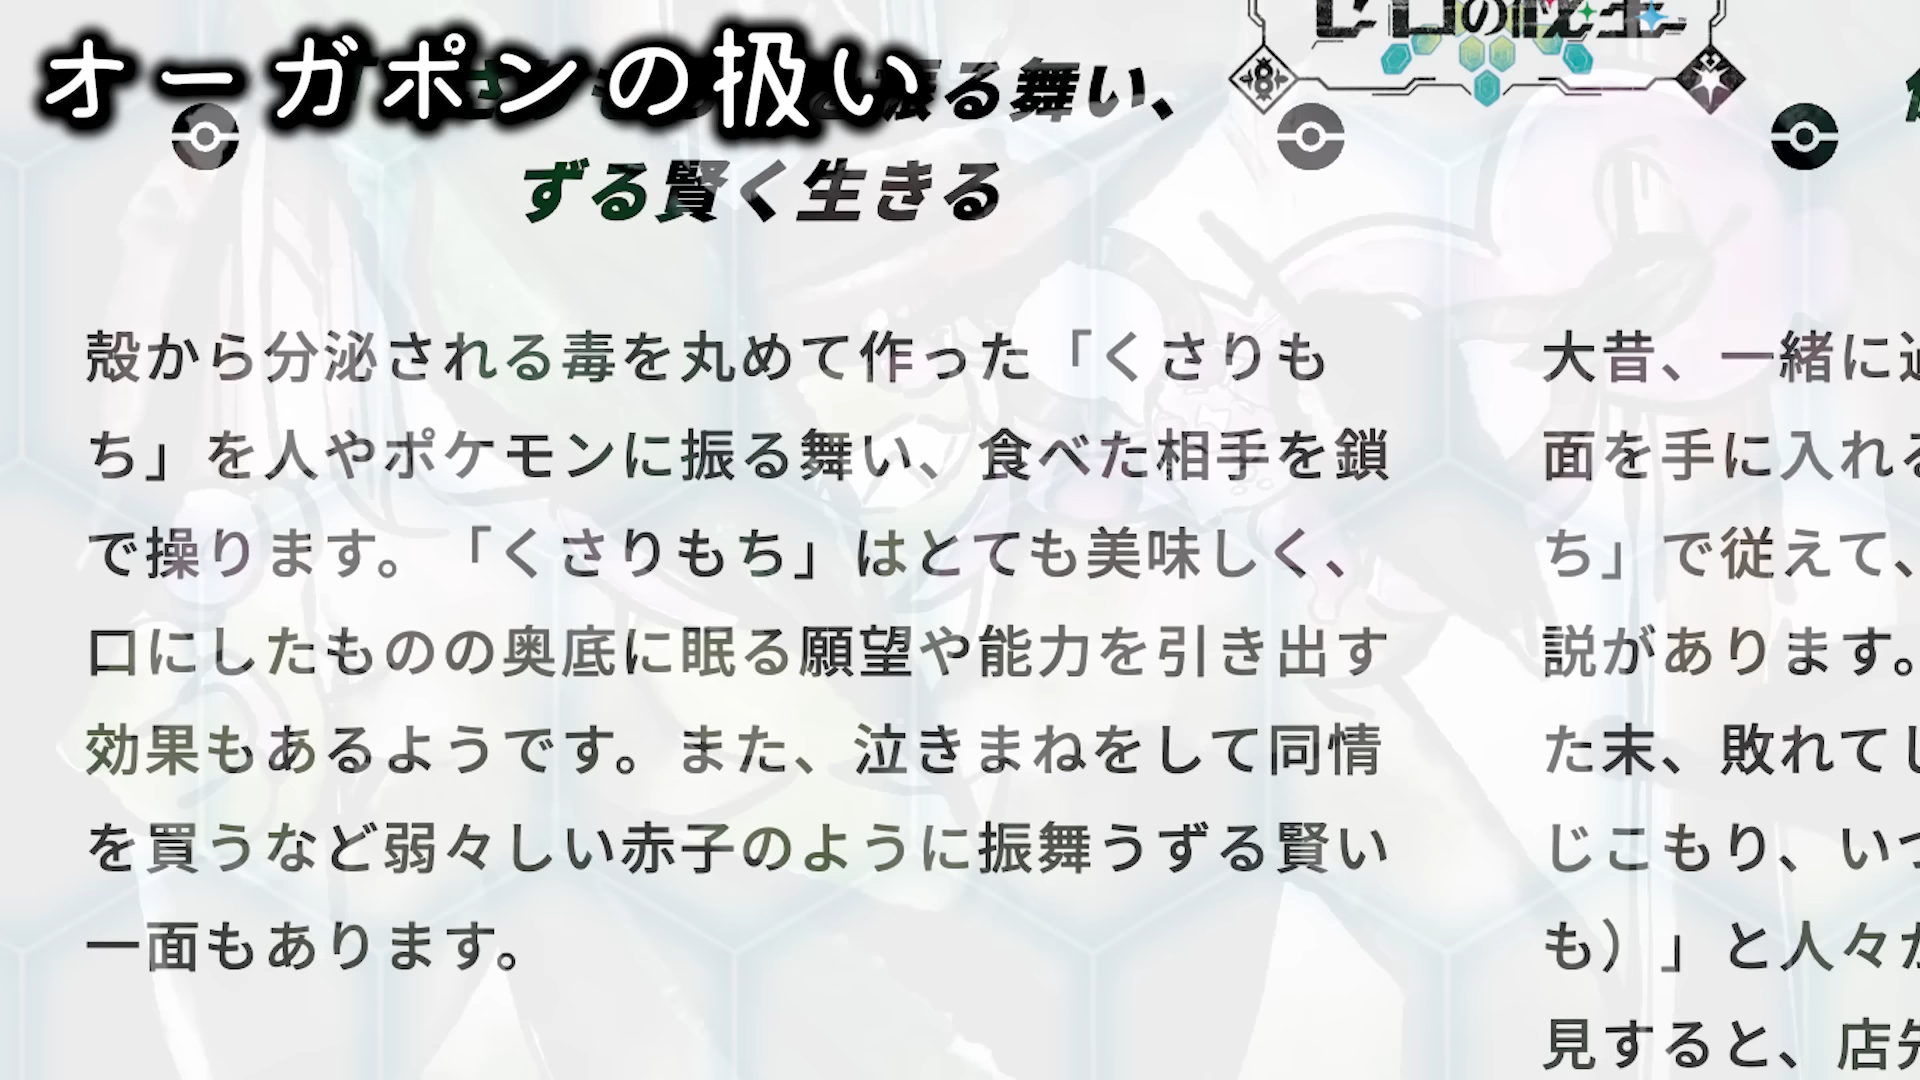 オーガポンの扱い
振る舞い、
ずる賢く生きる
殻から分泌される毒を丸めて作った「くさりも
ち」を人やポケモンに振る舞い、食べた相手を鎖
で操ります。「くさりもち」はとても美味しく、
口にしたものの奥底に眠る願望や能力を引き出す
効果もあるようです。また、泣きまねをして同情
を買うなど弱々しい赤子のように振舞うずる賢い
一面もあります。
ゼロの秘宝
大昔、一緒に
面を手に入れる
ち」で従えて、
説があります。
た末、敗れてし
じこもり、いつ
も）」と人々が
見すると、店先